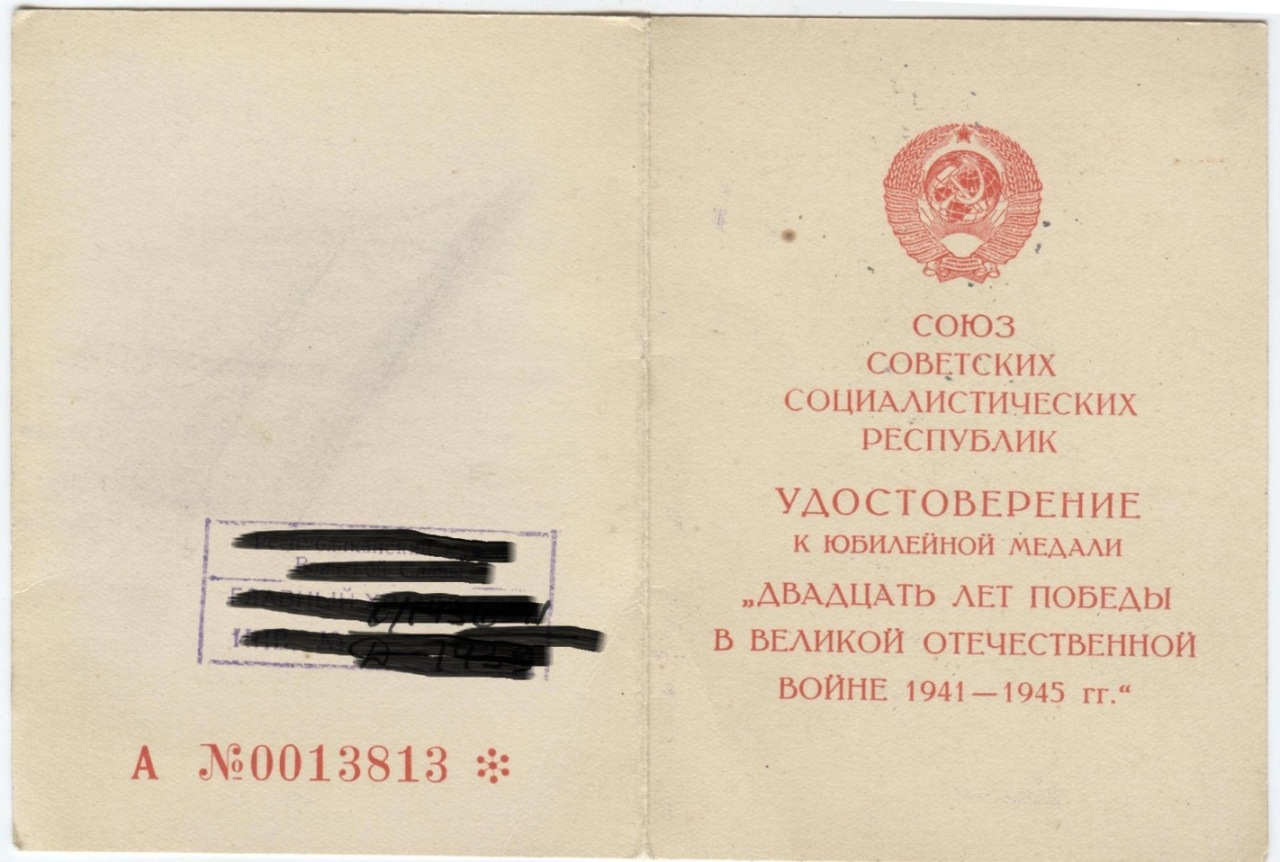 А №0013813
СОЮЗ
СОВЕТСКИХ
СОЦИАЛИСТИЧЕСКИХ
РЕСПУБЛИК
УДОСТОВЕРЕНИЕ
К ЮБИЛЕЙНОЙ МЕДАЛИ
„ДВАДЦАТЬ ЛЕТ ПОБЕДЫ
В ВЕЛИКОЙ ОТЕЧЕСТВЕННОЙ
ВОЙНЕ 1941—1945 гг.“